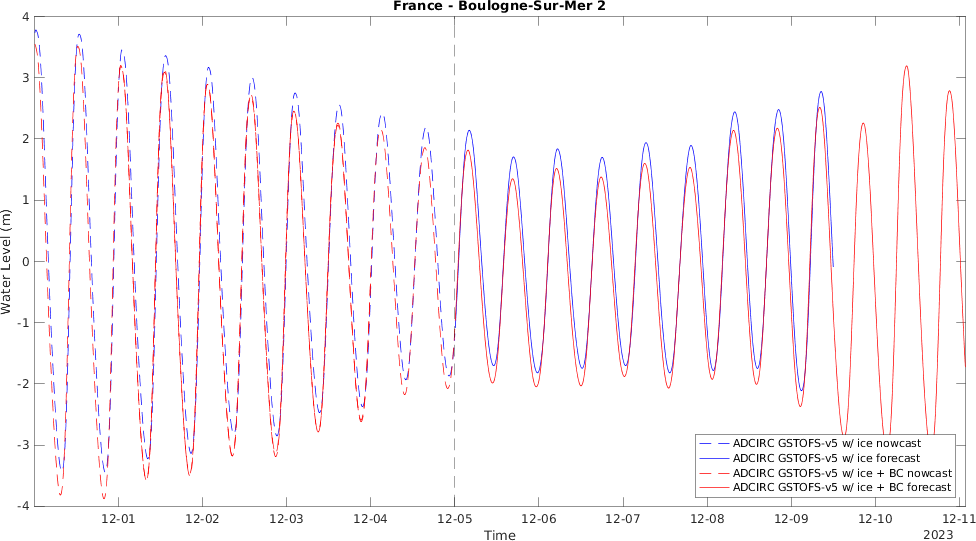 France - Boulogne-Sur-Mer 2
4
3
2
1
0
-1
-2
-3
-4
Water Level (m)
ADCIRC GSTOFS-v5 w/ ice nowcast
ADCIRC GSTOFS-v5 w/ ice forecast
ADCIRC GSTOFS-v5 w/ ice + BC nowcast
ADCIRC GSTOFS-v5 w/ ice + BC forecast
12-01 12-02 12-03 12-04 12-05 12-06 12-07 12-08 12-09 12-10 12-11
Time
2023